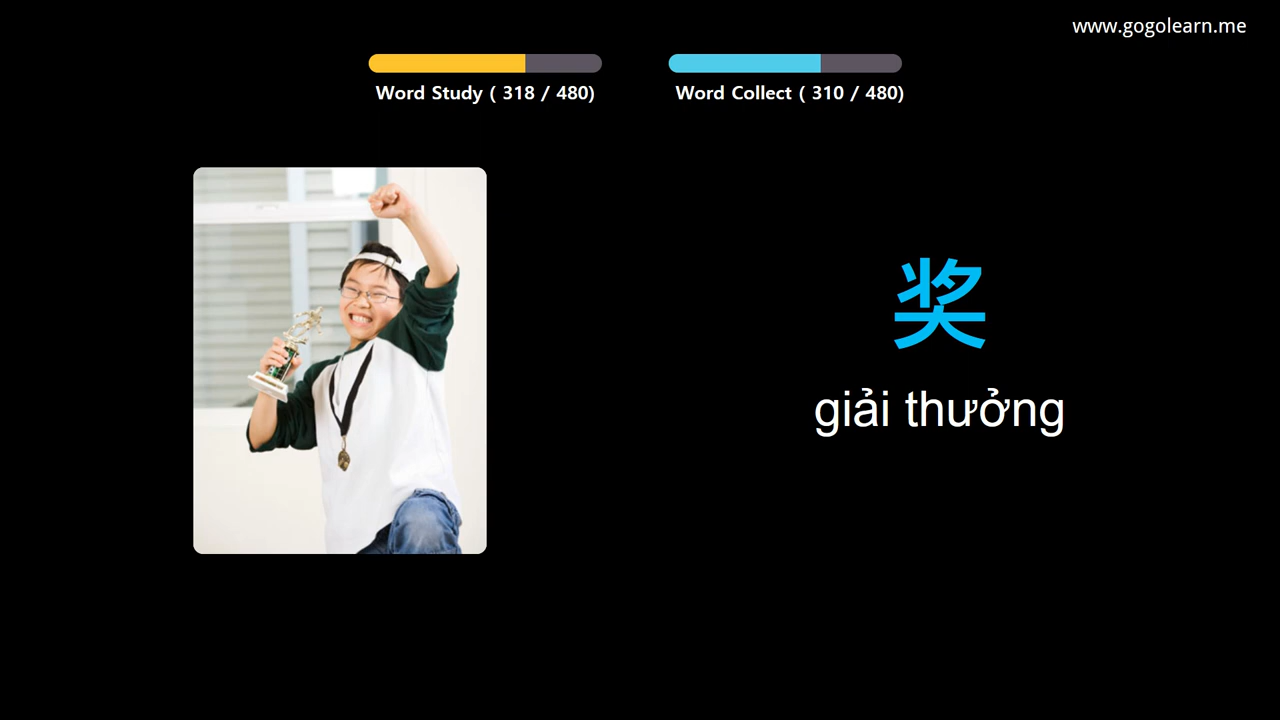 www.gogolearn.me
Word Study ( 318 / 480)
Word Collect ( 310 / 480)
奖
giải thưởng